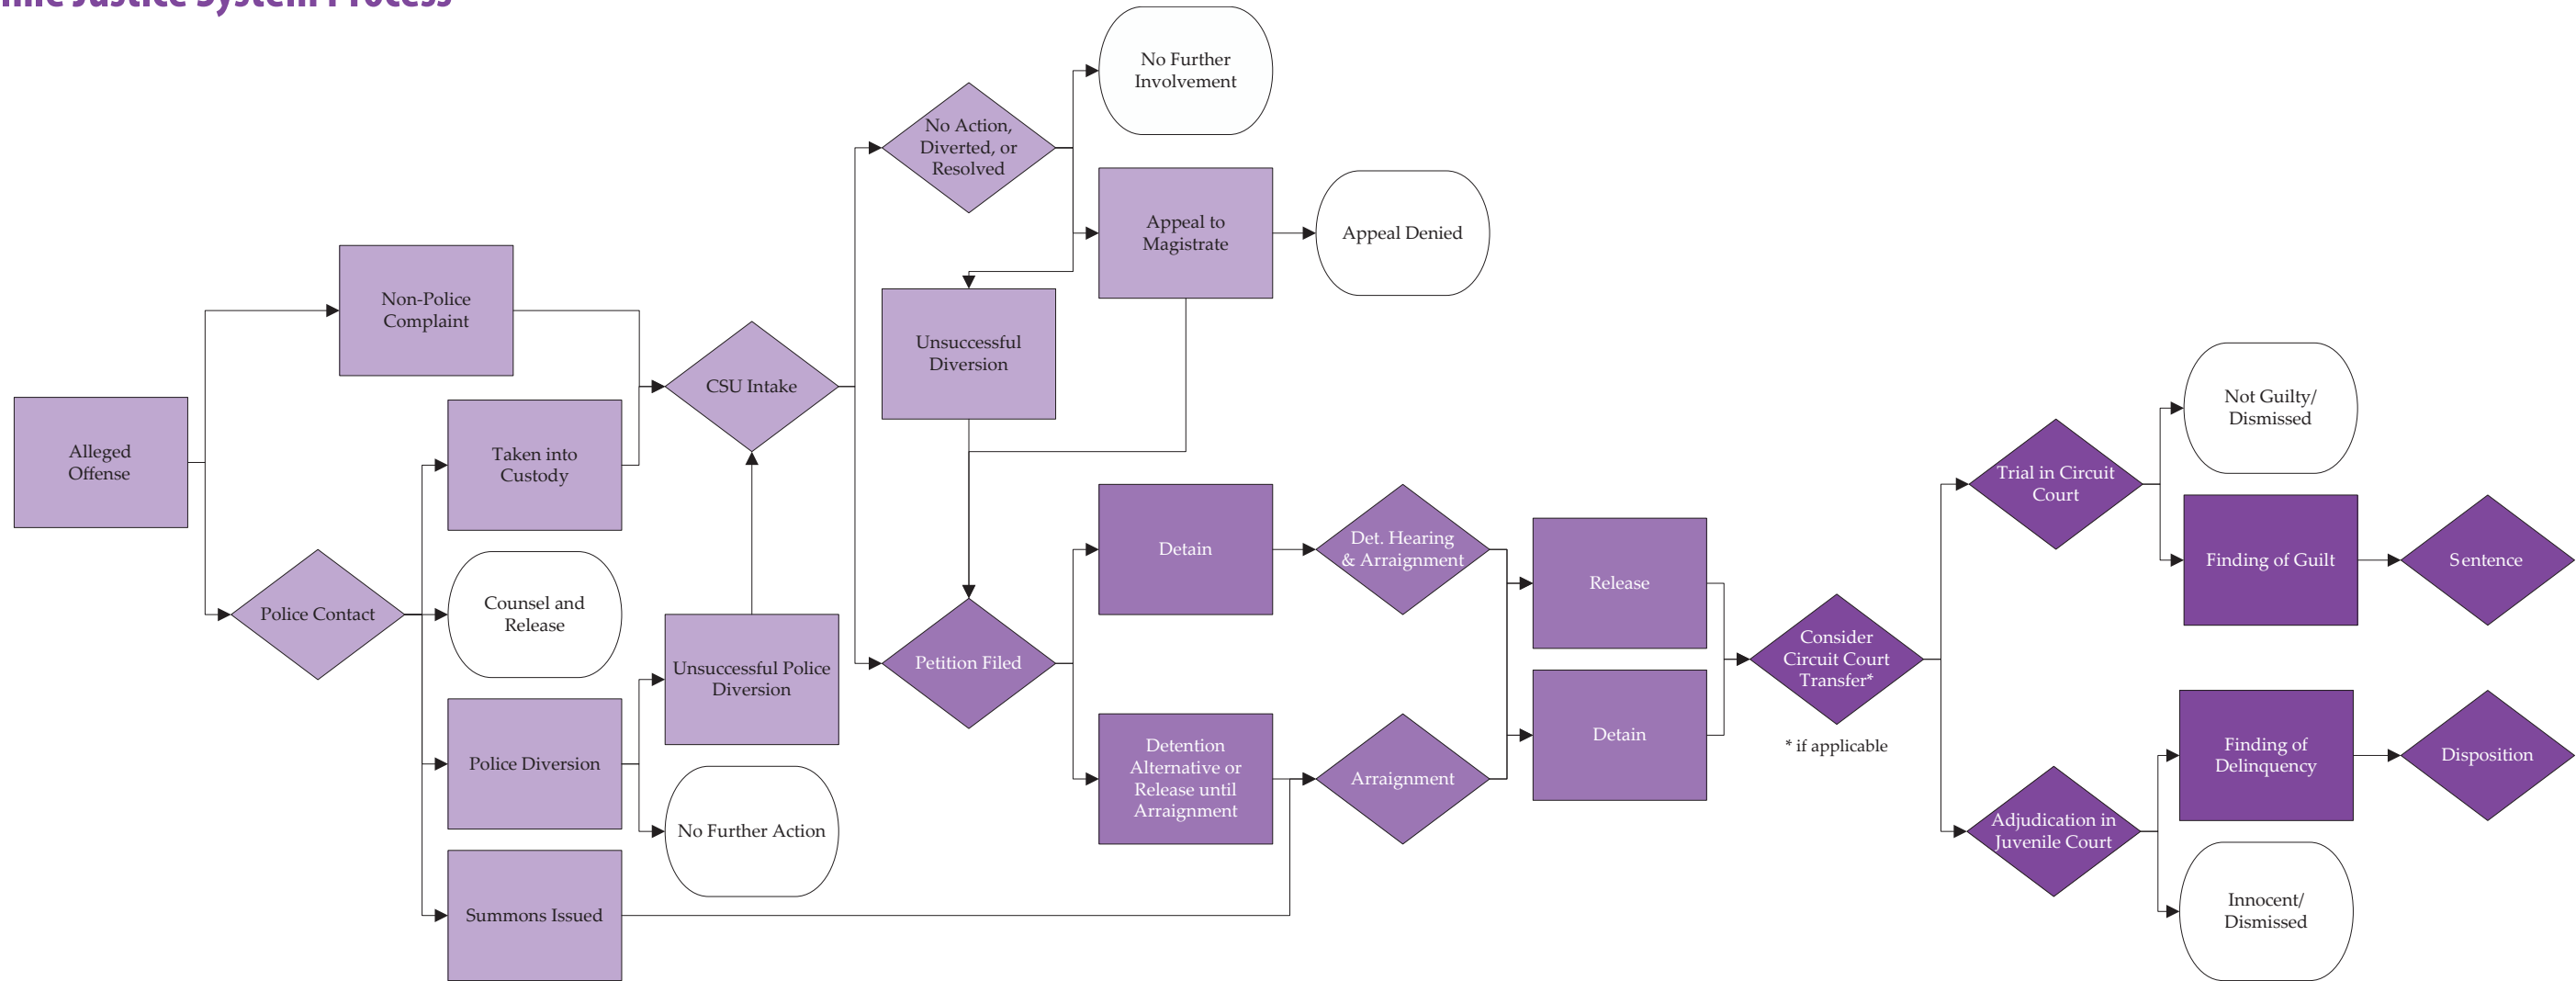 Justice System Process
No Further
Involvement
No Action,
Diverted, or
Resolved
Appeal to
Magistrate
Appeal Denied
Non-Police
Complaint
Unsuccessful
Diversion
CSU Intake
Alleged
Offense
Taken into
Custody
Police Contact
Counsel and
Release
Unsuccessful Police
Diversion
Police Diversion
No Further Action
Summons Issued
Petition Filed
Detain
Det. Hearing
& Arraignment
Detention
Alternative or
Release until
Arraignment
Arraignment
Release
Detain
Consider
Circuit Court
Transfer*
* if applicable
Trial in Circuit
Court
Not Guilty/
Dismissed
Finding of Guilt
Sentence
Adjudication in
Juvenile Court
Finding of
Delinquency
Disposition
Innocent/
Dismissed